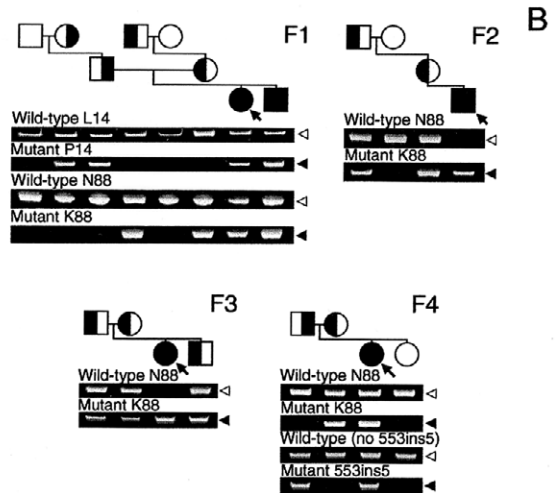 B
F1
Wild-type L14
Mutant P14
Wild-type N88
Mutant K88
F2
Wild-type N88
Mutant K88
F3
Wild-type N88
Mutant K88
F4
Wild-type N88
Mutant K88
Wild-type (no 553ins5)
Mutant 553ins5